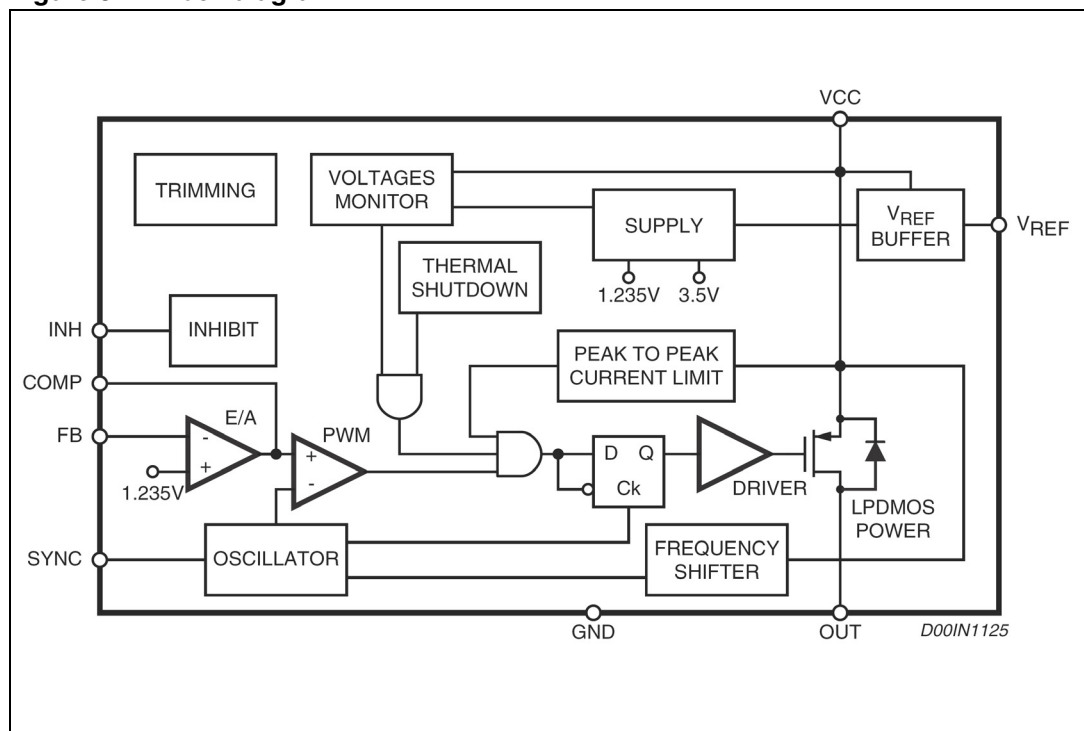 VCC
TRIMMING
VOLTAGES
MONITOR
SUPPLY
VREF
BUFFER
VREF
THERMAL
SHUTDOWN
1.235V
3.5V
INH
INHIBIT
PEAK TO PEAK
CURRENT LIMIT
COMP
E/A
FB
-
+
1.235V
PWM
+
-
D
Q
Ck
DRIVER
LPDMOS
POWER
SYNC
OSCILLATOR
FREQUENCY
SHIFTER
GND
OUT
D00IN1125